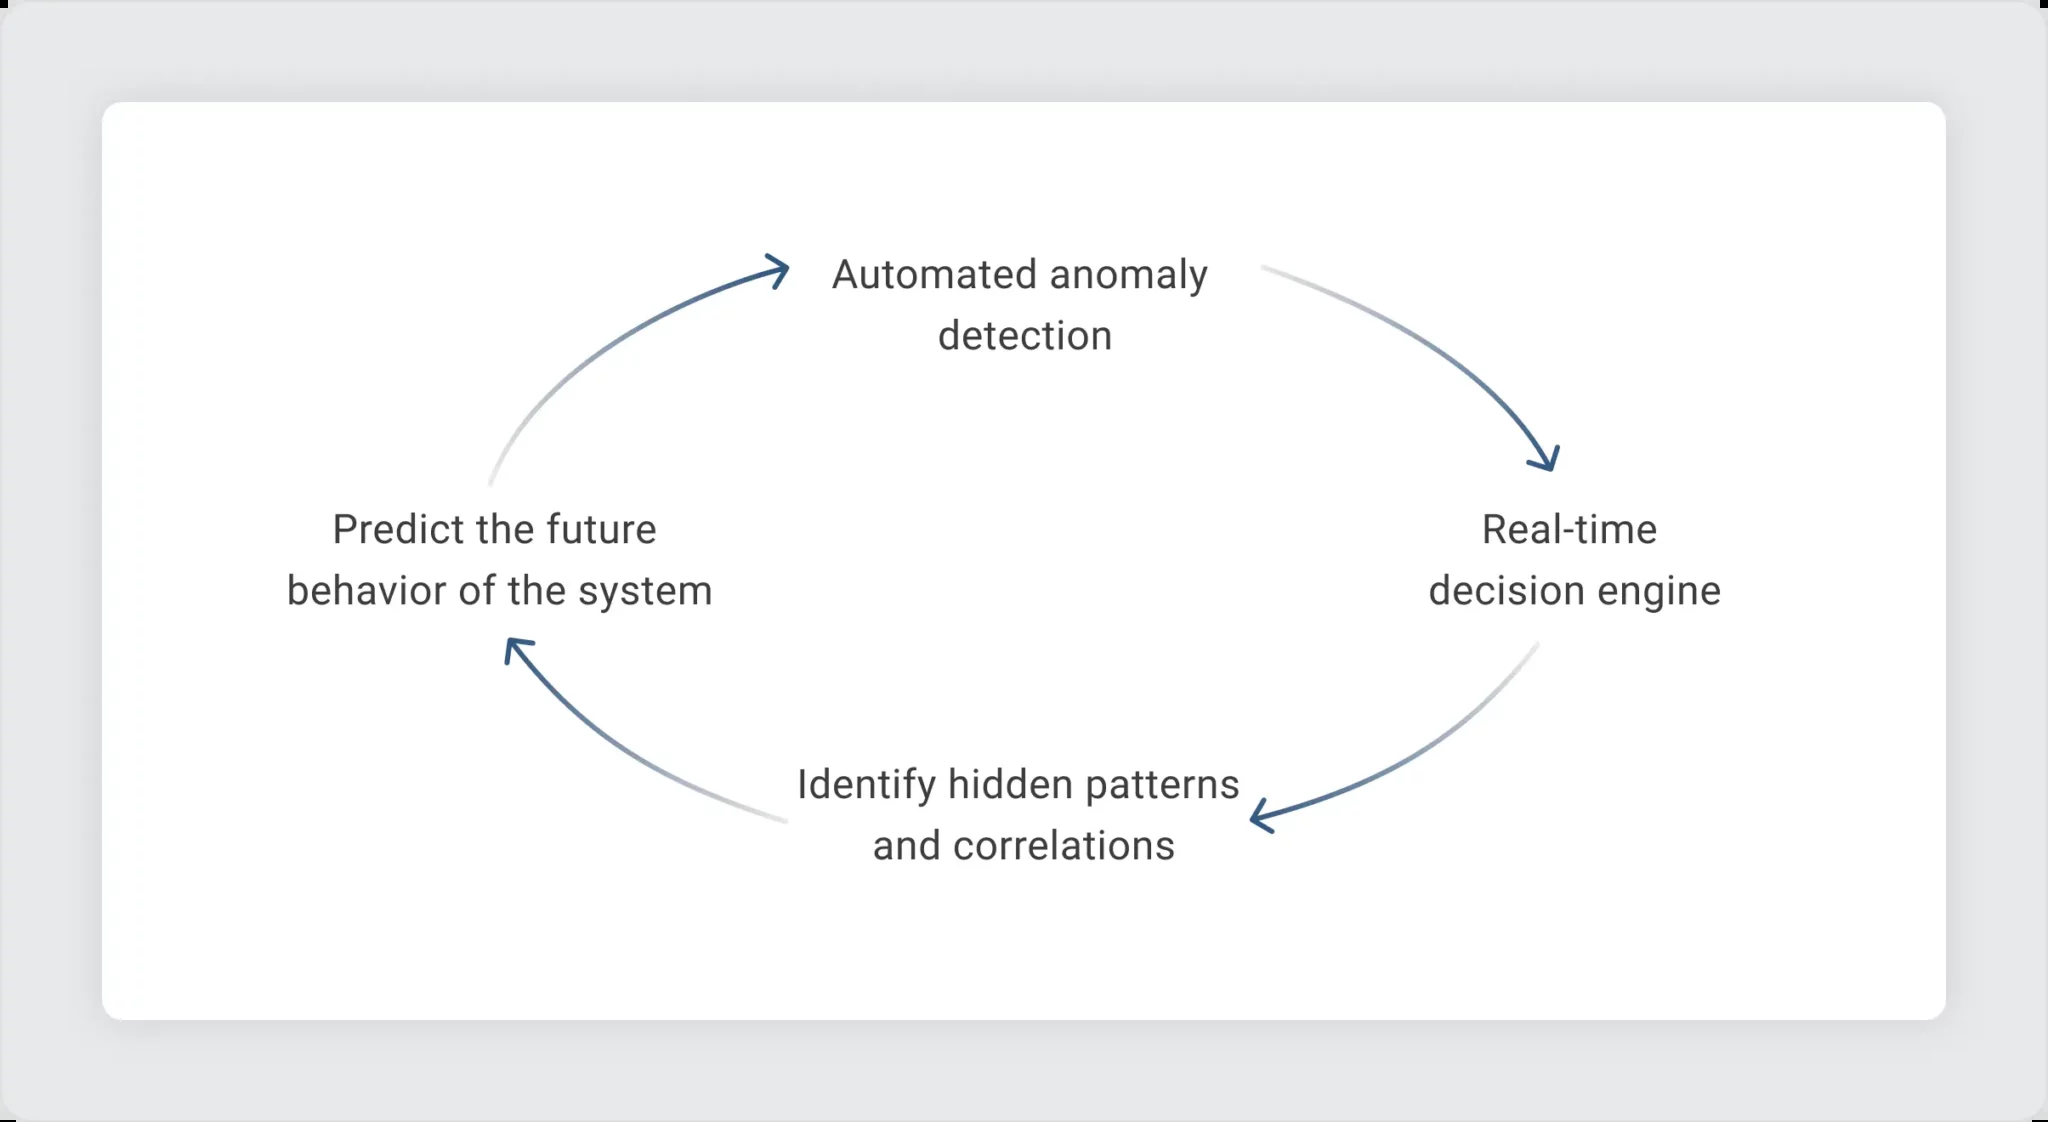 Automated anomaly
detection
Predict the future
behavior of the system
Real-time
decision engine
Identify hidden patterns
and correlations